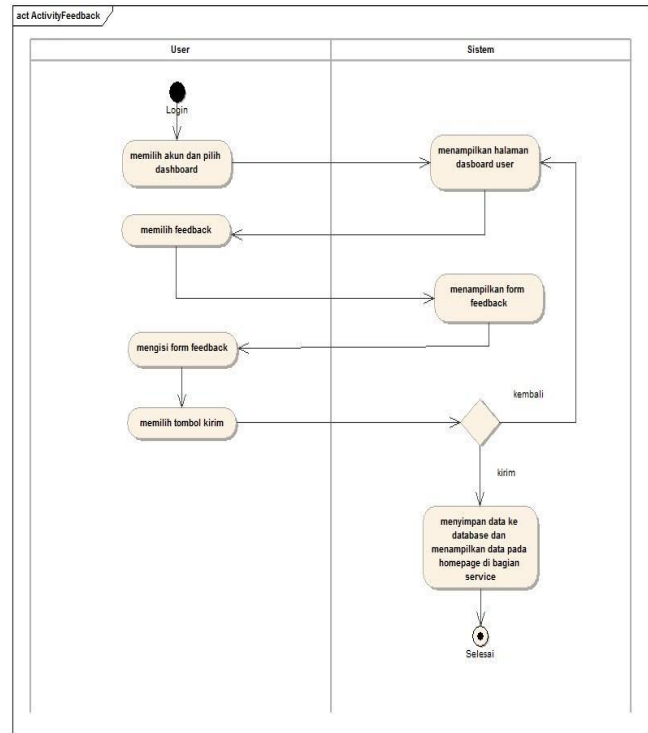 act ActivityFeedback
User
Sistem
Login
memilih akun dan pilih
dashboard
menampilkan halaman
dasboard user
memilih feedback
menampilkan form
feedback
mengisi form feedback
memilih tombol kirim
kembali
kirim
menyimpan data ke
database dan
menampilkan data pada
homepage di bagian
service
Selesai